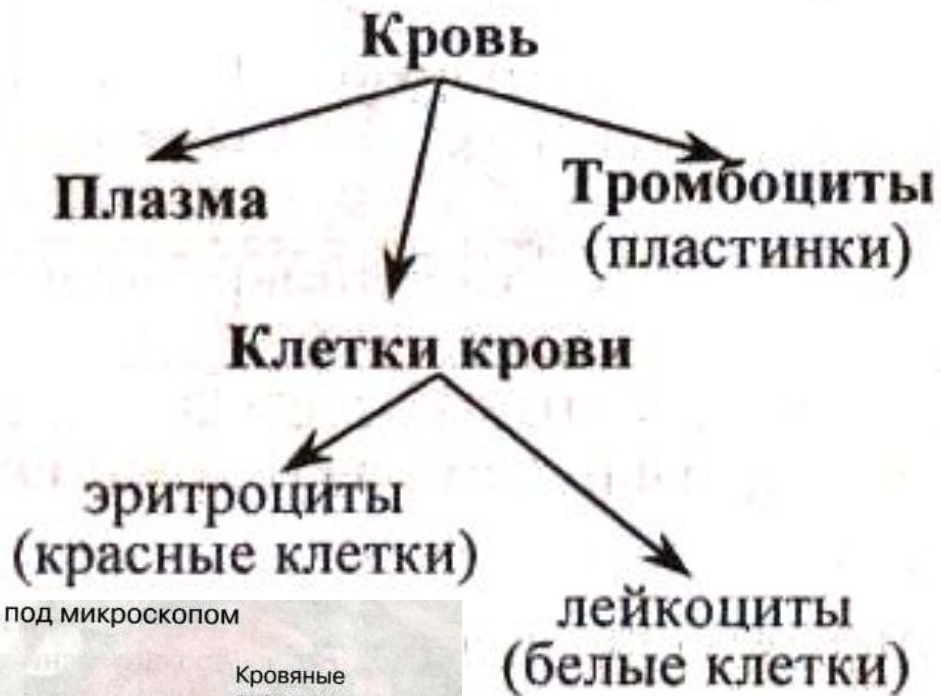 Кровь
Плазма
Тромбоциты
(пластинки)
Клетки крови
эритроциты
(красные клетки)
лейкоциты
(белые клетки)
под микроскопом
Кровяные